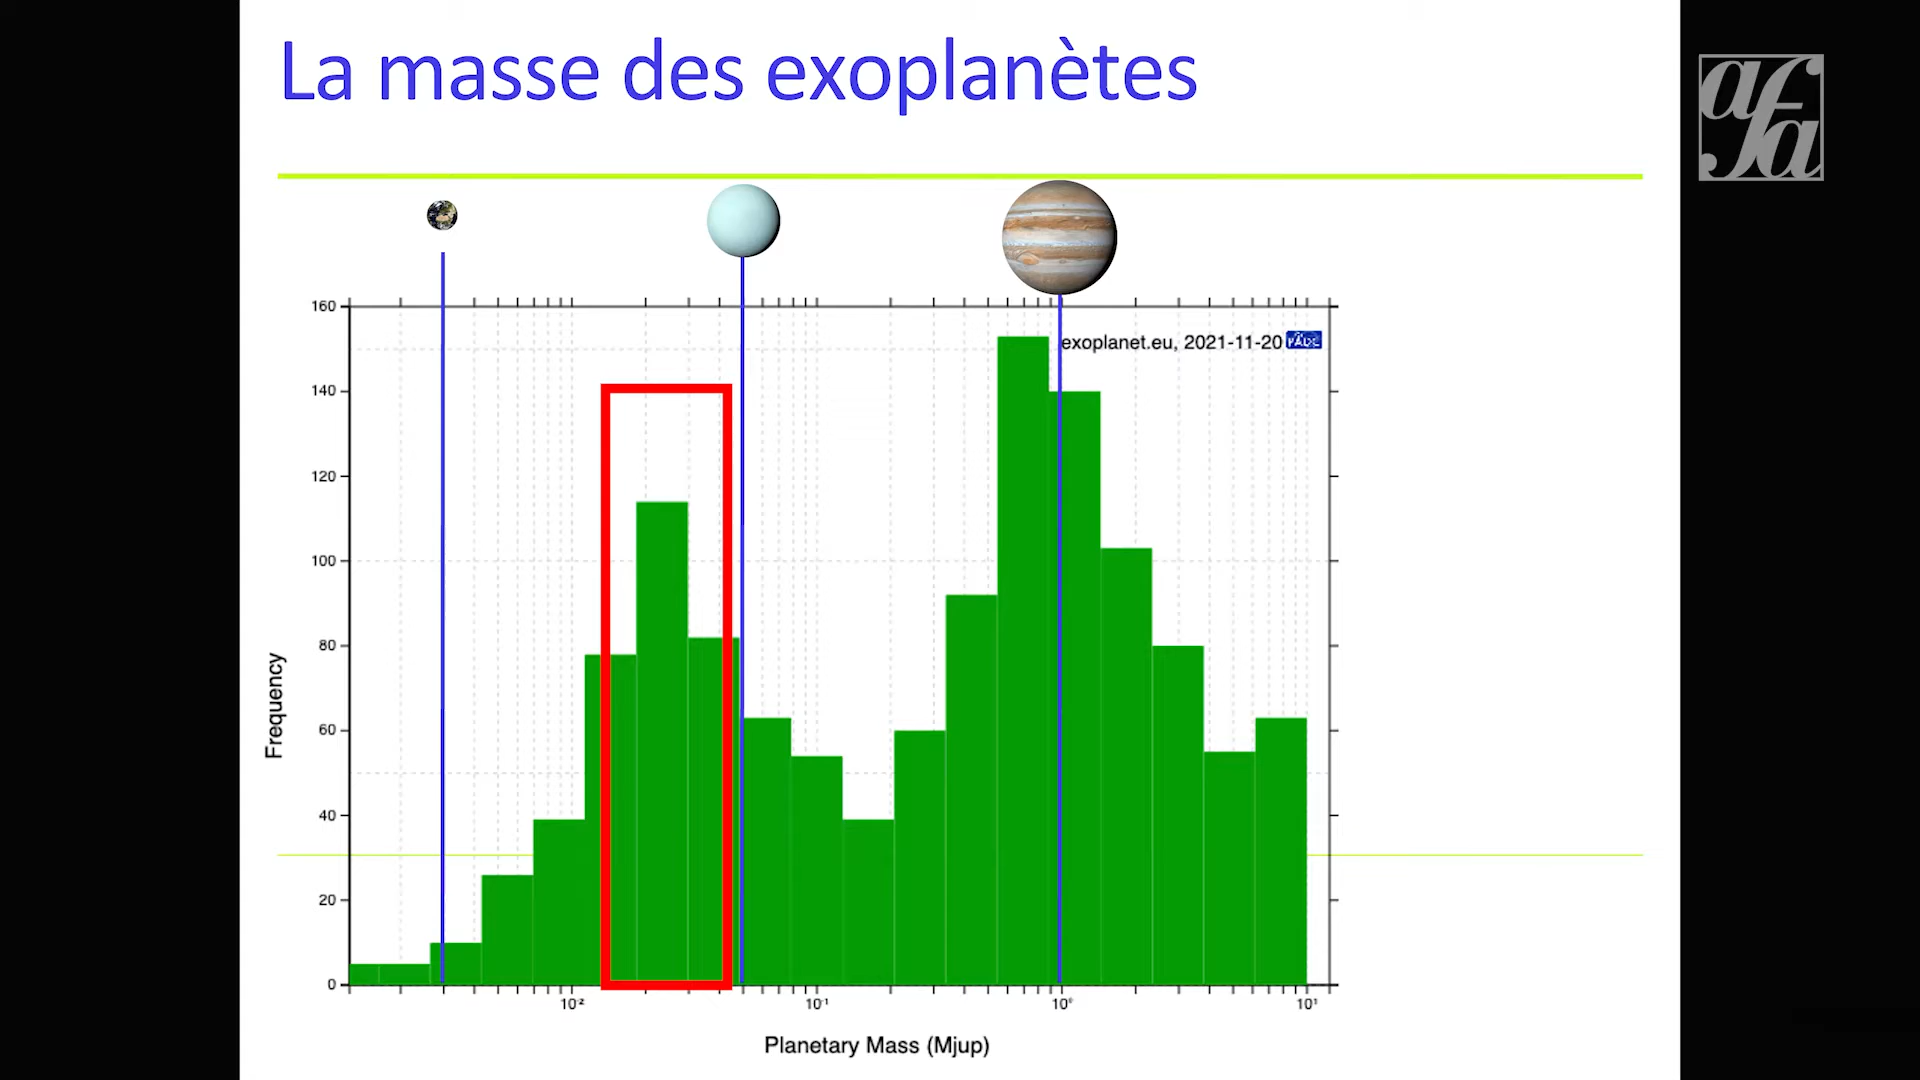 La masse des exoplanètes
afa
exoplanet.eu, 2021-11-20
160
140
120
100
80
60
40
20
0
Frequency
10⁻² 10⁻¹ 10⁰ 10¹
Planetary Mass (Mjup)